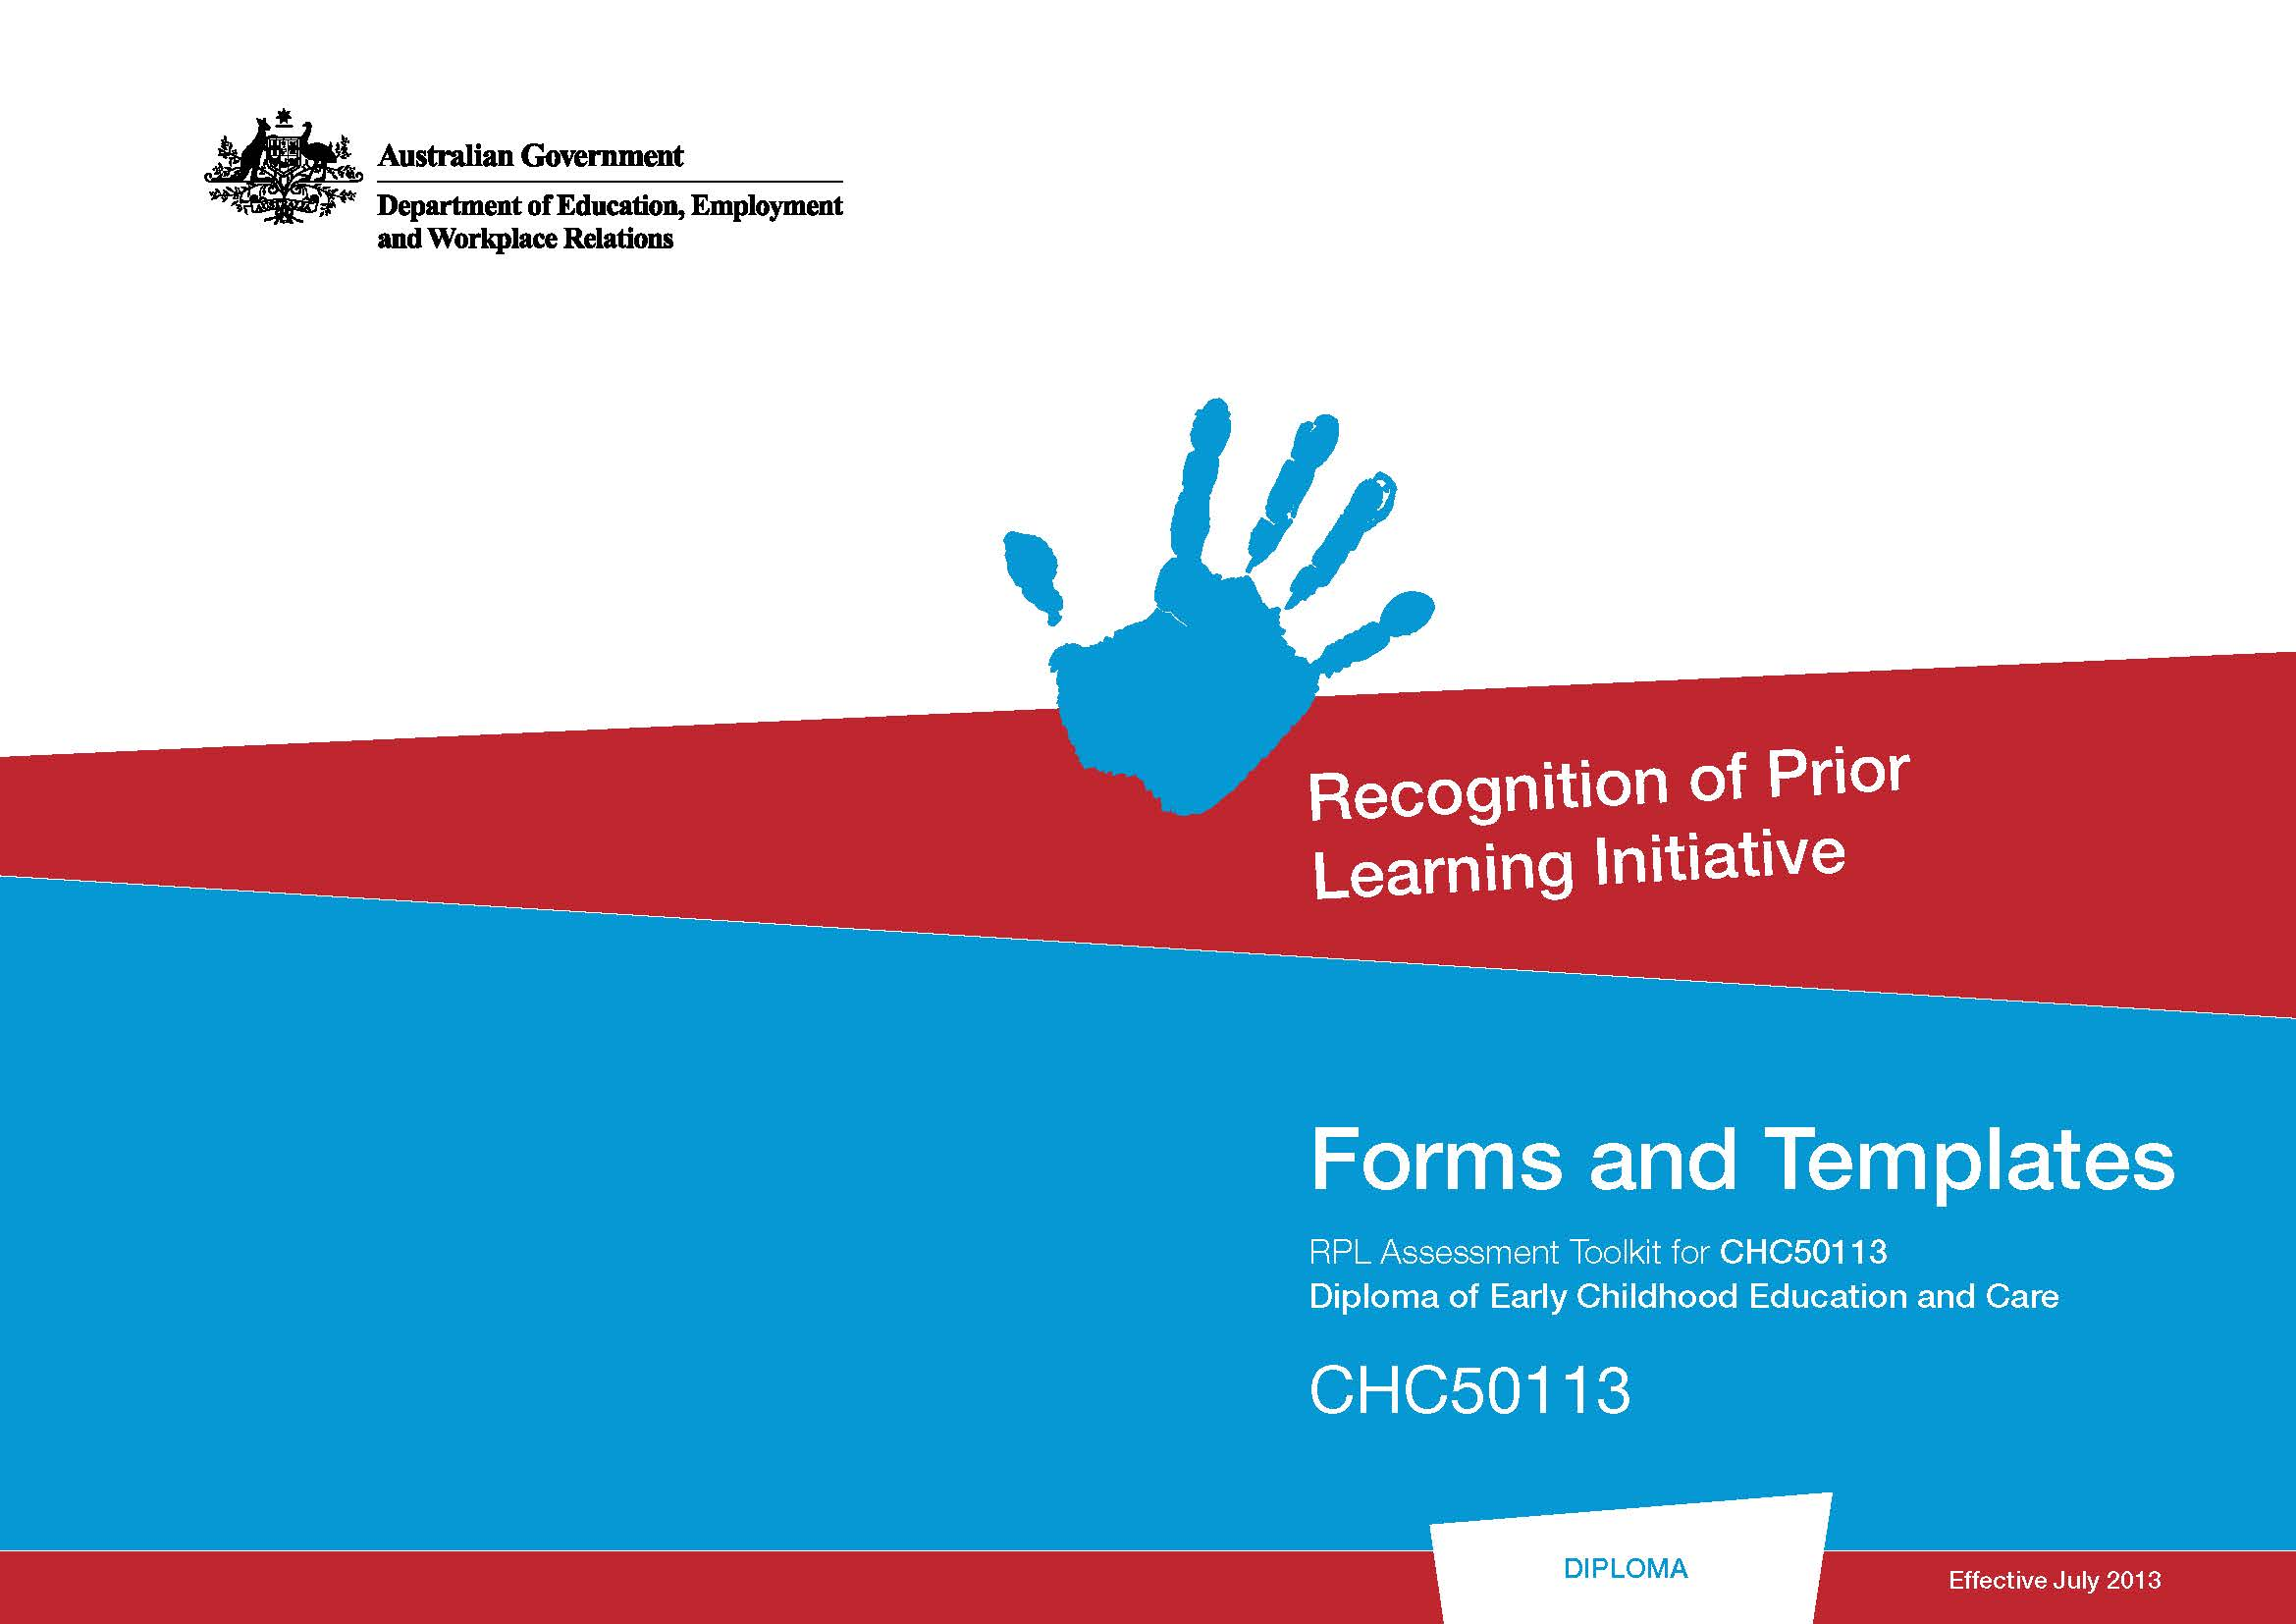 Australian Government
Department of Education, Employment
and Workplace Relations
Recognition of Prior
Learning Initiative
Forms and Templates
RPL Assessment Toolkit for CHC50113
Diploma of Early Childhood Education and Care
CHC50113
DIPLOMA
Effective July 2013